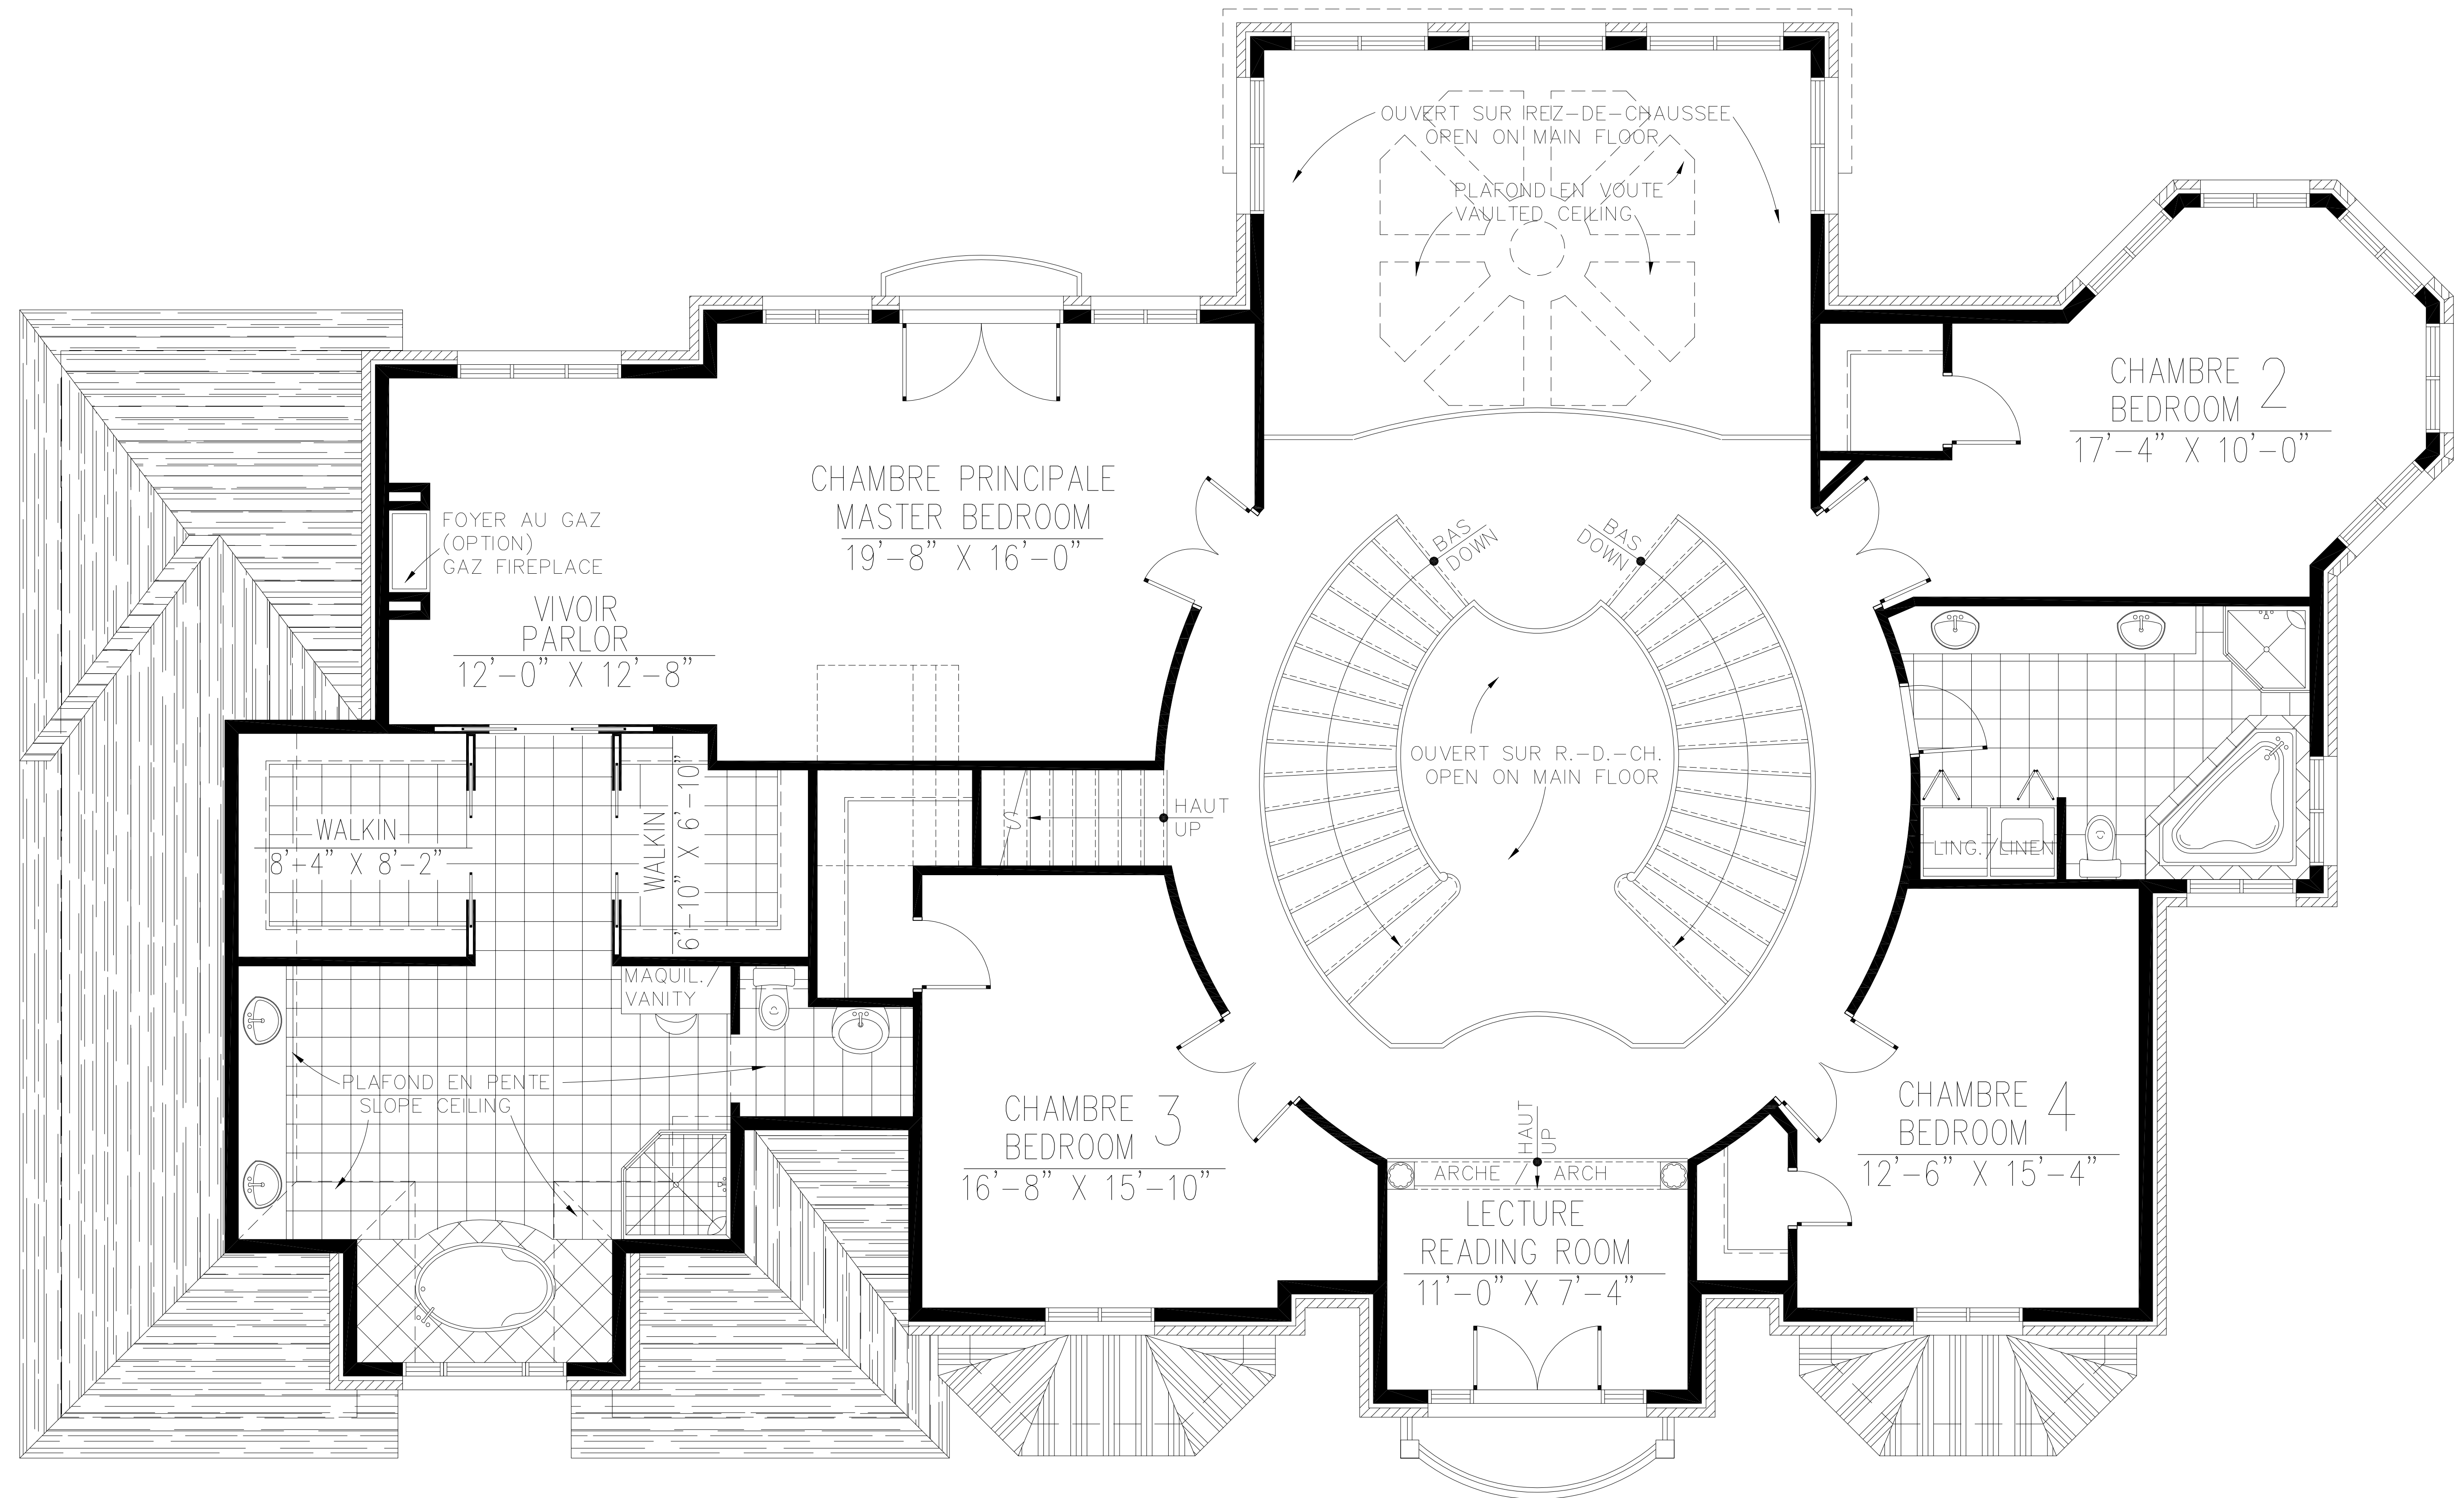 OUVERT SUR REZ-DE-CHAUSSEE
OPEN ON MAIN FLOOR
PLAFOND EN VOUTE
VAULTED CEILING
CHAMBRE 2
BEDROOM
17'-4" X 10'-0"
CHAMBRE PRINCIPALE
MASTER BEDROOM
19'-8" X 16'-0"
FOYER AU GAZ
(OPTION)
GAZ FIREPLACE
VIVOIR
PARLOR
12'-0" X 12'-8"
BAS
DOWN
BAS
DOWN
OUVERT SUR R.-D.-CH.
OPEN ON MAIN FLOOR
HAUT
UP
WALKIN
8'-4" X 8'-2"
WALKIN
6'-10" X 6'-10"
LING./LINEN
MAQUIL./
VANITY
PLAFOND EN PENTE
SLOPE CEILING
CHAMBRE 3
BEDROOM
16'-8" X 15'-10"
HAUT
UP
ARCHE / ARCH
LECTURE
READING ROOM
11'-0" X 7'-4"
CHAMBRE 4
BEDROOM
12'-6" X 15'-4"